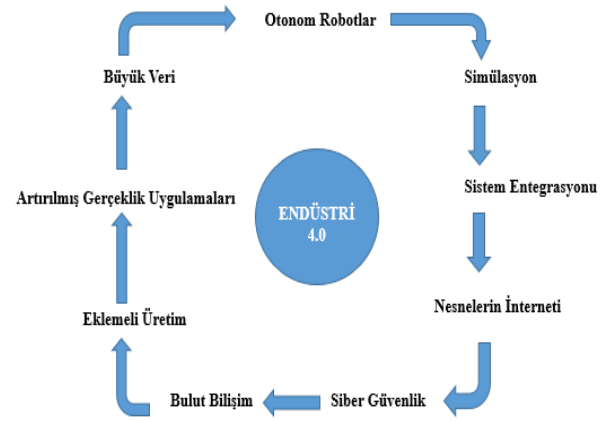 Otonom Robotlar
Büyük Veri
Simülasyon
Artırılmış Gerçeklik Uygulamaları
Sistem Entegrasyonu
ENDÜSTRİ
4.0
Eklemeli Üretim
Nesnelerin İnterneti
Bulut Bilişim
Siber Güvenlik